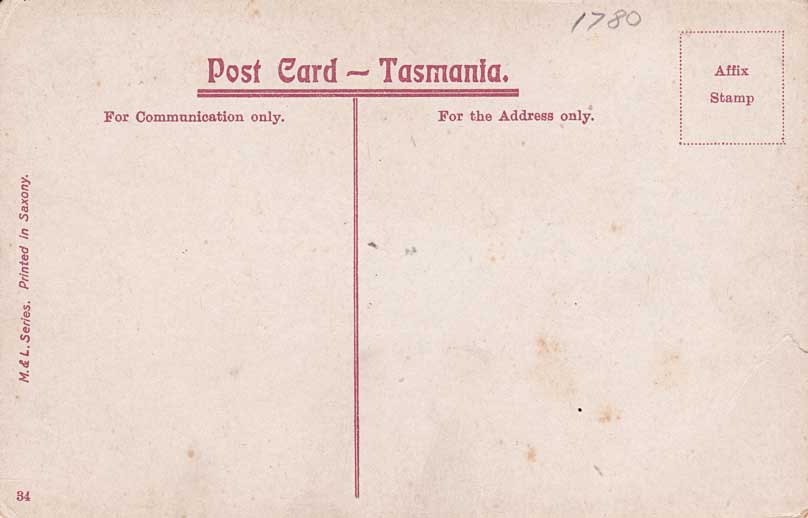 1780
Post Card – Tasmania.
Affix
Stamp
For Communication only.
For the Address only.
M. & L. Series. Printed in Saxony.
34